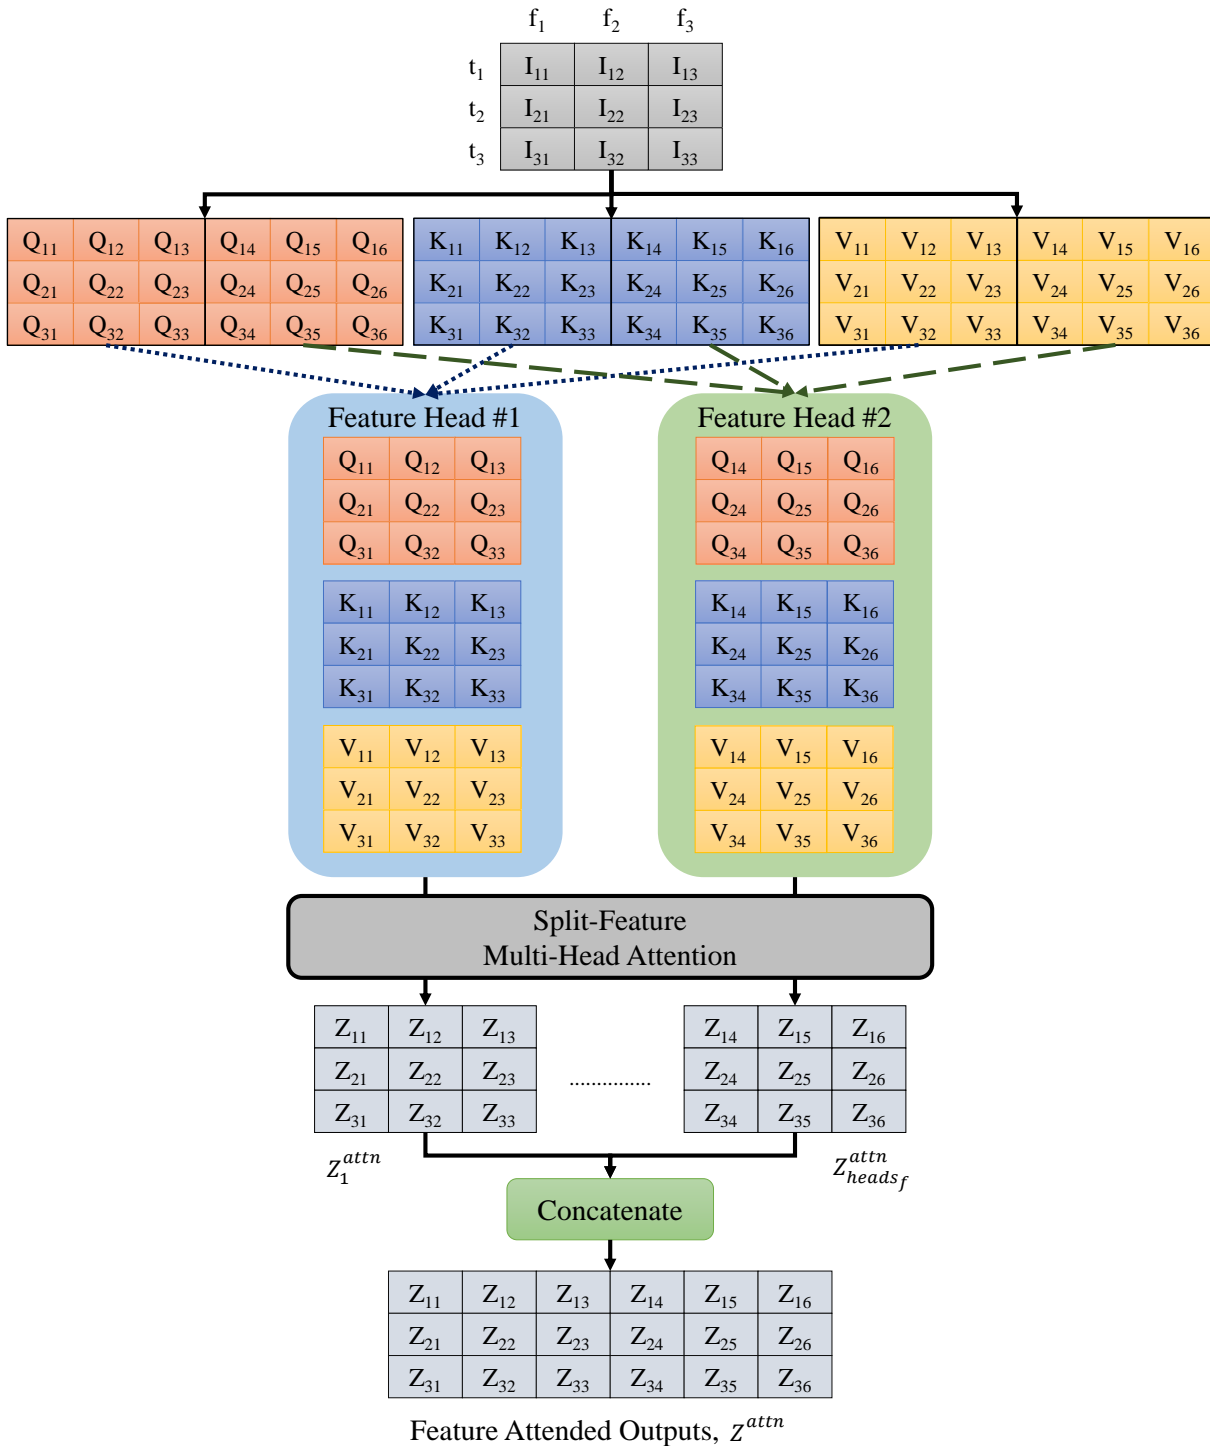 f₁ f₂ f₃
t₁ I₁₁ I₁₂ I₁₃
t₂ I₂₁ I₂₂ I₂₃
t₃ I₃₁ I₃₂ I₃₃
Q₁₁ Q₁₂ Q₁₃ Q₁₄ Q₁₅ Q₁₆ K₁₁ K₁₂ K₁₃ K₁₄ K₁₅ K₁₆ V₁₁ V₁₂ V₁₃ V₁₄ V₁₅ V₁₆
Q₂₁ Q₂₂ Q₂₃ Q₂₄ Q₂₅ Q₂₆ K₂₁ K₂₂ K₂₃ K₂₄ K₂₅ K₂₆ V₂₁ V₂₂ V₂₃ V₂₄ V₂₅ V₂₆
Q₃₁ Q₃₂ Q₃₃ Q₃₄ Q₃₅ Q₃₆ K₃₁ K₃₂ K₃₃ K₃₄ K₃₅ K₃₆ V₃₁ V₃₂ V₃₃ V₃₄ V₃₅ V₃₆
Feature Head #1
Q₁₁ Q₁₂ Q₁₃
Q₂₁ Q₂₂ Q₂₃
Q₃₁ Q₃₂ Q₃₃
K₁₁ K₁₂ K₁₃
K₂₁ K₂₂ K₂₃
K₃₁ K₃₂ K₃₃
V₁₁ V₁₂ V₁₃
V₂₁ V₂₂ V₂₃
V₃₁ V₃₂ V₃₃
Feature Head #2
Q₁₄ Q₁₅ Q₁₆
Q₂₄ Q₂₅ Q₂₆
Q₃₄ Q₃₅ Q₃₆
K₁₄ K₁₅ K₁₆
K₂₄ K₂₅ K₂₆
K₃₄ K₃₅ K₃₆
V₁₄ V₁₅ V₁₆
V₂₄ V₂₅ V₂₆
V₃₄ V₃₅ V₃₆
Split-Feature
Multi-Head Attention
Z₁₁ Z₁₂ Z₁₃ Z₁₄ Z₁₅ Z₁₆
Z₂₁ Z₂₂ Z₂₃ ............... Z₂₄ Z₂₅ Z₂₆
Z₃₁ Z₃₂ Z₃₃ Z₃₄ Z₃₅ Z₃₆
Z_1^{attn} Z_{heads_f}^{attn}
Concatenate
Z₁₁ Z₁₂ Z₁₃ Z₁₄ Z₁₅ Z₁₆
Z₂₁ Z₂₂ Z₂₃ Z₂₄ Z₂₅ Z₂₆
Z₃₁ Z₃₂ Z₃₃ Z₃₄ Z₃₅ Z₃₆
Feature Attended Outputs, Z^{attn}